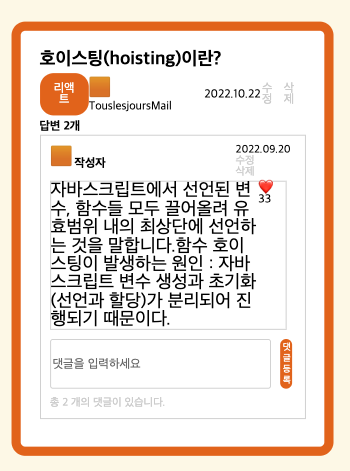 호이스팅(hoisting)이란?
리액
트
TouslesjoursMail
2022.10.22
수
정
삭
제
답변 2개
작성자
2022.09.20
수정
삭제
자바스크립트에서 선언된 변
수, 함수들 모두 끌어올려 유
효범위 내의 최상단에 선언하
는 것을 말합니다.함수 호이
스팅이 발생하는 원인 : 자바
스크립트 변수 생성과 초기화
(선언과 할당)가 분리되어 진
행되기 때문이다.
❤️
33
댓글을 입력하세요
댓
글
등
록
총 2 개의 댓글이 있습니다.